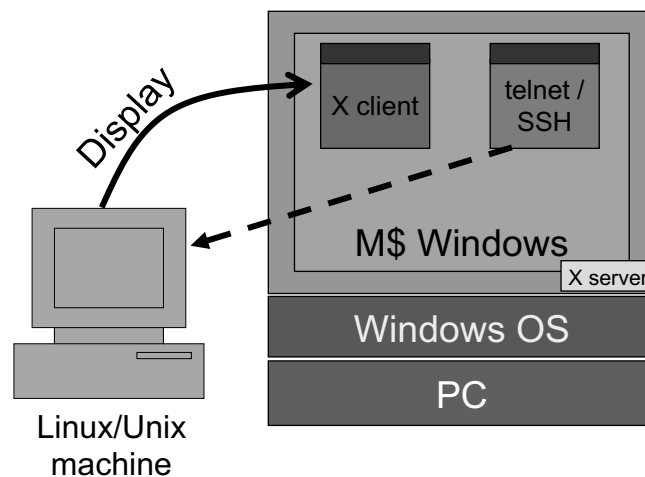 Display
X client
telnet /
SSH
M$ Windows
X server
Windows OS
PC
Linux/Unix
machine